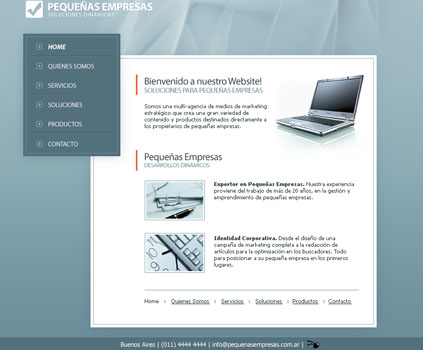 PEQUEÑAS EMPRESAS
SOLUCIONES DINÁMICAS
HOME
QUIENES SOMOS
SERVICIOS
SOLUCIONES
PRODUCTOS
CONTACTO
Bienvenido a nuestro Website!
SOLUCIONES PARA PEQUEÑAS EMPRESAS
Somos una multi-agencia de medios de marketing
estratégico que crea una gran variedad de
contenido y productos destinados directamente a
los propietarios de pequeñas empresas.
Pequeñas Empresas
DESARROLLOS DINÁMICOS
Expertor en Pequeñas Empresas. Nuestra experiencia
proviene del trabajo de más de 20 años, en la gestión y
emprendimiento de pequeñas empresas.
Identidad Corporativa. Desde el diseño de una
campaña de marketing completa a la redacción de
artículos para la optimización en los buscadores. Todo
para posicionar a su pequeña empresa en los primeros
lugares.
Home : Quienes Somos : Servicios : Soluciones : Productos : Contacto
Buenos Aires | (011) 4444 4444 | info@pequenasempresas.com.ar |